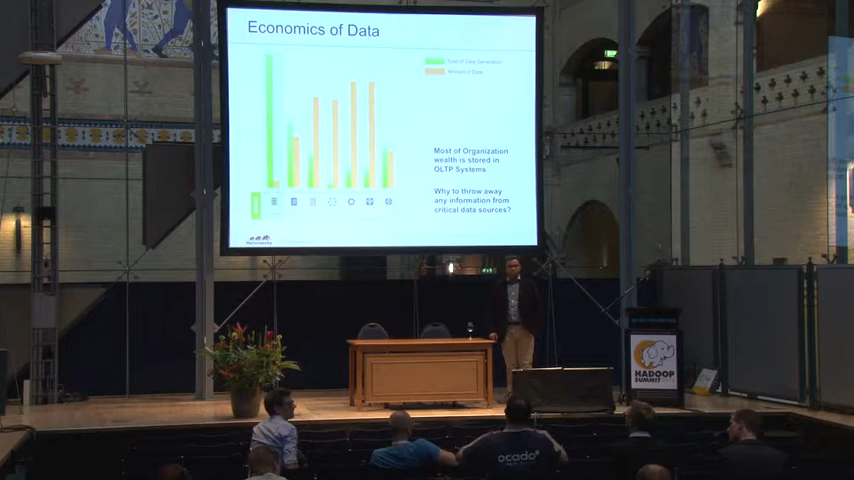 Economics of Data
Cost of Data Generation
Amount of Data
Most of Organization
wealth is stored in
OLTP Systems
Why to throw away
any information from
critical data sources?
Hortonworks
HADOOP
SUMMIT
ocado